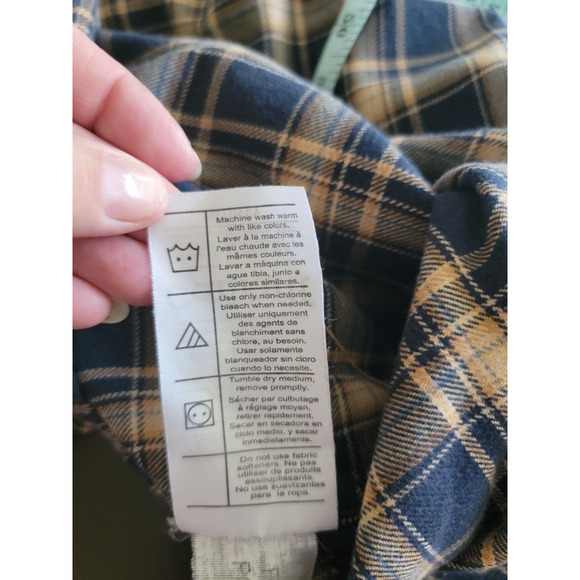 Machine wash warm
with like colors.
Laver à la machine à
l'eau chaude avec les
mêmes couleurs.
Lavar a máquina con
agua tibia, junto a
colores similares.
Use only non-chlorine
bleach when needed.
Utiliser uniquement
des agents de
blanchiment sans
chlore, au besoin.
Usar solamente
blanqueador sin cloro
cuando lo necesite.
Tumble dry medium,
remove promptly.
Sécher par culbutage
à réglage moyen,
retirer rapidement.
Secar en secadora en
ciclo medio, y secar
inmediatamente.
Do not use fabric
softeners. Ne pas
utiliser de produits
assouplissants.
No use suavizantes
para la ropa.